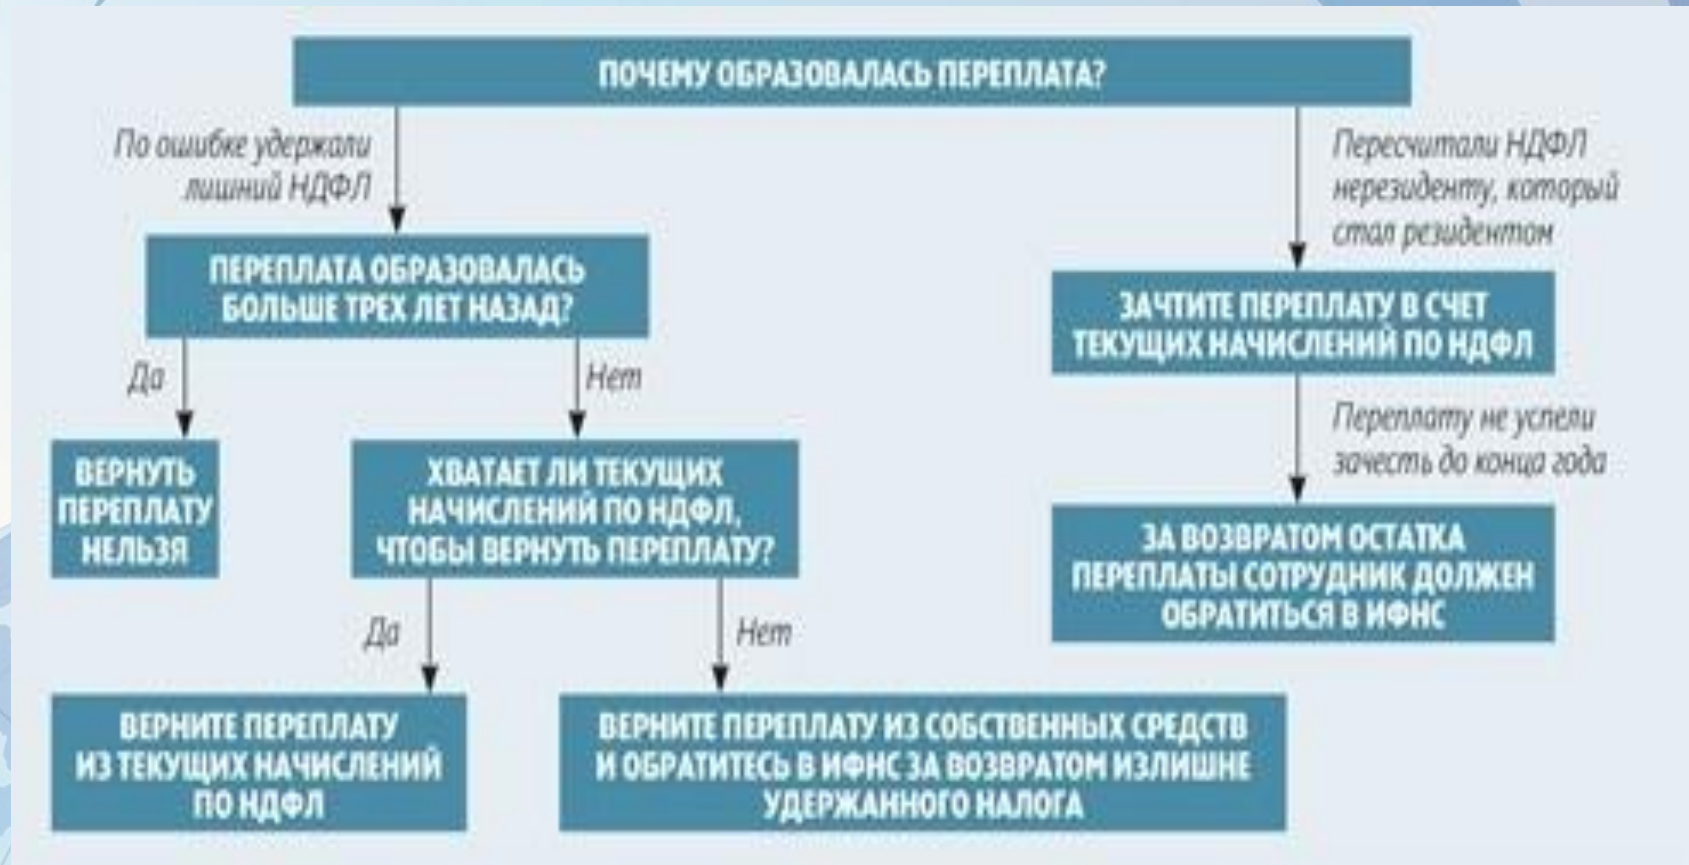 ПОЧЕМУ ОБРАЗОВАЛАСЬ ПЕРЕПЛАТА?
По ошибке удержали
лишний НДФЛ
Пересчитали НДФЛ
нерезиденту, который
стал резидентом
ПЕРЕПЛАТА ОБРАЗОВАЛАСЬ
БОЛЬШЕ ТРЕХ ЛЕТ НАЗАД?
ЗАЧТИТЕ ПЕРЕПЛАТУ В СЧЕТ
ТЕКУЩИХ НАЧИСЛЕНИЙ ПО НДФЛ
Да
Нет
Переплату не успели
зачесть до конца года
ВЕРНУТЬ
ПЕРЕПЛАТУ
НЕЛЬЗЯ
ХВАТАЕТ ЛИ ТЕКУЩИХ
НАЧИСЛЕНИЙ ПО НДФЛ,
ЧТОБЫ ВЕРНУТЬ ПЕРЕПЛАТУ?
ЗА ВОЗВРАТОМ ОСТАТКА
ПЕРЕПЛАТЫ СОТРУДНИК ДОЛЖЕН
ОБРАТИТЬСЯ В ИФНС
Да
Нет
ВЕРНИТЕ ПЕРЕПЛАТУ
ИЗ ТЕКУЩИХ НАЧИСЛЕНИЙ
ПО НДФЛ
ВЕРНИТЕ ПЕРЕПЛАТУ ИЗ СОБСТВЕННЫХ СРЕДСТВ
И ОБРАТИТЕСЬ В ИФНС ЗА ВОЗВРАТОМ ИЗЛИШНЕ
УДЕРЖАННОГО НАЛОГА